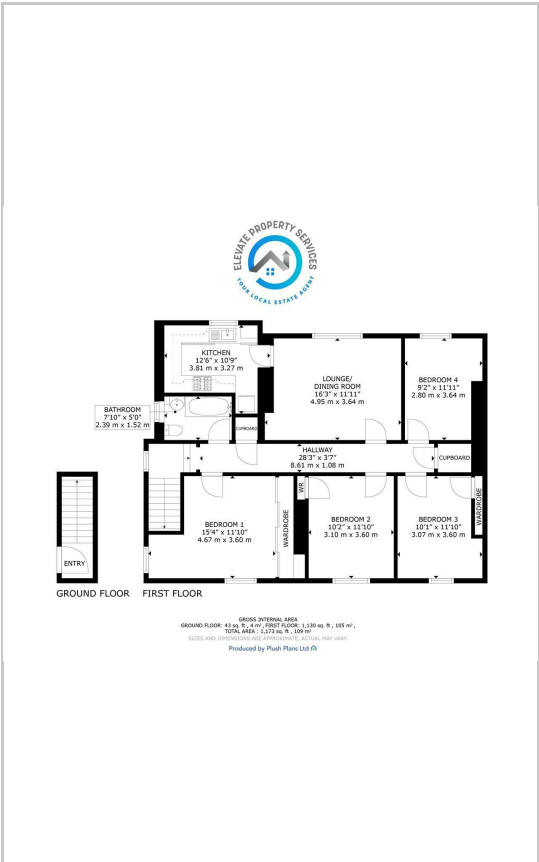 ELEVATE PROPERTY SERVICES
YOUR LOCAL ESTATE AGENT
KITCHEN
12'6" x 10'9"
3.81 m x 3.27 m
LOUNGE/
DINING ROOM
16'3" x 11'11"
4.95 m x 3.64 m
BEDROOM 4
9'2" x 11'11"
2.80 m x 3.64 m
BATHROOM
7'10" x 5'0"
2.39 m x 1.52 m
CUPBOARD
HALLWAY
28'3" x 3'7"
8.61 m x 1.08 m
CUPBOARD
BEDROOM 1
15'4" x 11'10"
4.67 m x 3.60 m
WARDROBE
WR
BEDROOM 2
10'2" x 11'10"
3.10 m x 3.60 m
BEDROOM 3
10'1" x 11'10"
3.07 m x 3.60 m
WARDROBE
ENTRY
GROUND FLOOR
FIRST FLOOR
GROSS INTERNAL AREA
GROUND FLOOR: 43 sq. ft , 4 m², FIRST FLOOR: 1,130 sq. ft , 105 m²,
TOTAL AREA : 1,173 sq. ft , 109 m²
SIZES AND DIMENSIONS ARE APPROXIMATE, ACTUAL MAY VARY
Produced by Plush Plans Ltd